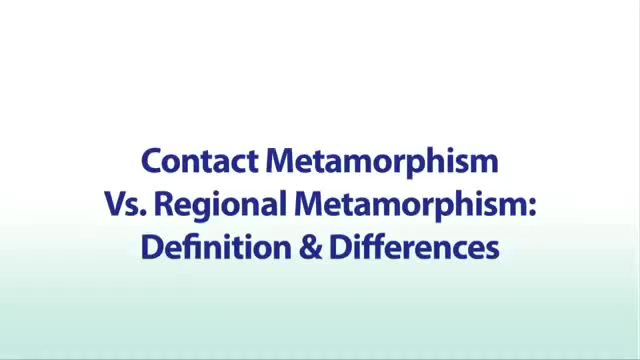 Contact Metamorphism
Vs. Regional Metamorphism:
Definition & Differences